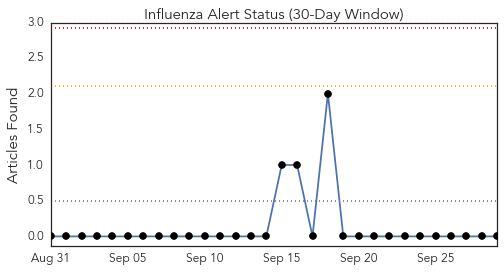 Influenza Alert Status (30-Day Window)
Articles Found
3.0
2.5
2.0
1.5
1.0
0.5
0.0
Aug 31 Sep 05 Sep 10 Sep 15 Sep 20 Sep 25